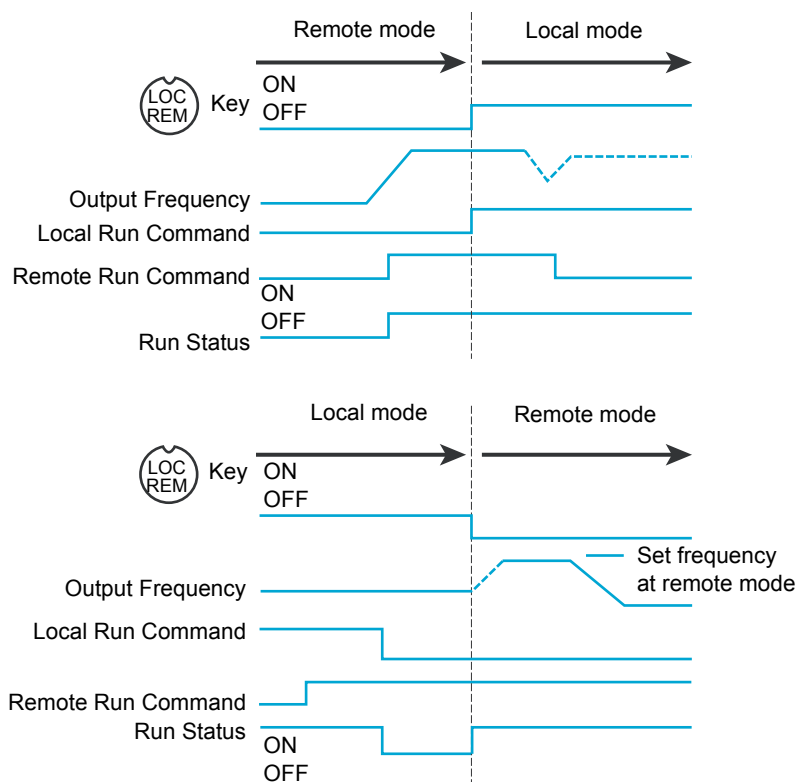 Remote mode
Local mode
LOC
REM
Key
ON
OFF
Output Frequency
Local Run Command
Remote Run Command
ON
OFF
Run Status
Local mode
Remote mode
LOC
REM
Key
ON
OFF
Set frequency
at remote mode
Output Frequency
Local Run Command
Remote Run Command
Run Status
ON
OFF